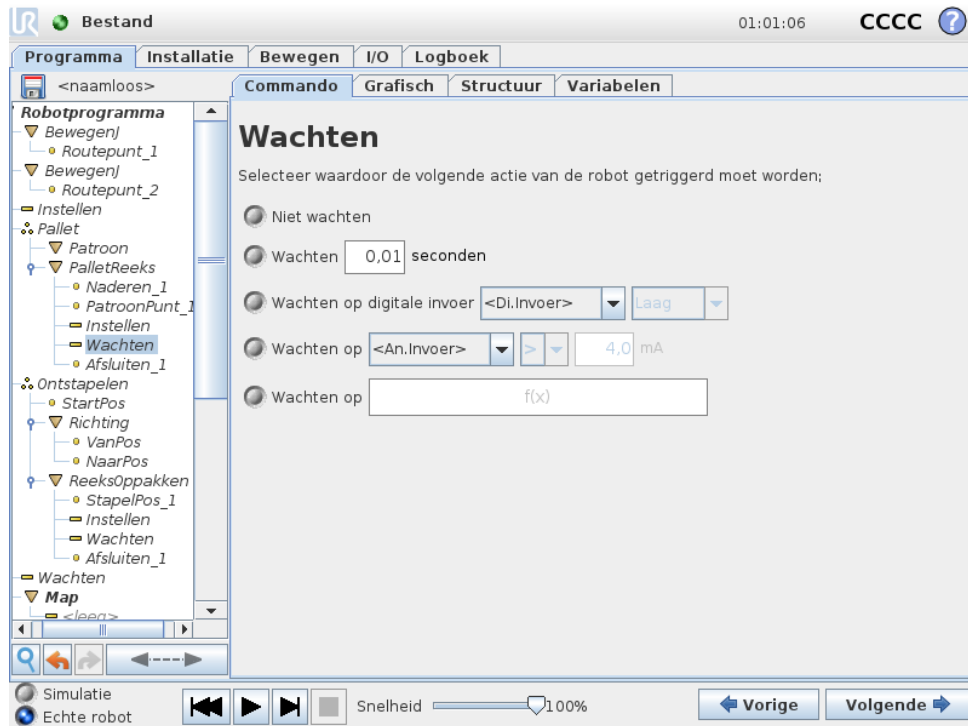 UR Bestand 01:01:06 CCCC ?
Programma Installatie Bewegen I/O Logboek
<naamloos>
Commando Grafisch Structuur Variabelen
Robotprogramma
BewegenJ
Routepunt_1
BewegenJ
Routepunt_2
Instellen
Pallet
Patroon
PalletReeks
Naderen_1
PatroonPunt_1
Instellen
Wachten
Afsluiten_1
Ontstapelen
StartPos
Richting
VanPos
NaarPos
ReeksOppakken
StapelPos_1
Instellen
Wachten
Afsluiten_1
Wachten
Map
<leeg>
Wachten
Selecteer waardoor de volgende actie van de robot getriggerd moet worden;
Niet wachten
Wachten 0,01 seconden
Wachten op digitale invoer <Di.Invoer> Laag
Wachten op <An.Invoer> > 4,0 mA
Wachten op f(x)
Simulatie
Echte robot
Snelheid 100%
Vorige Volgende